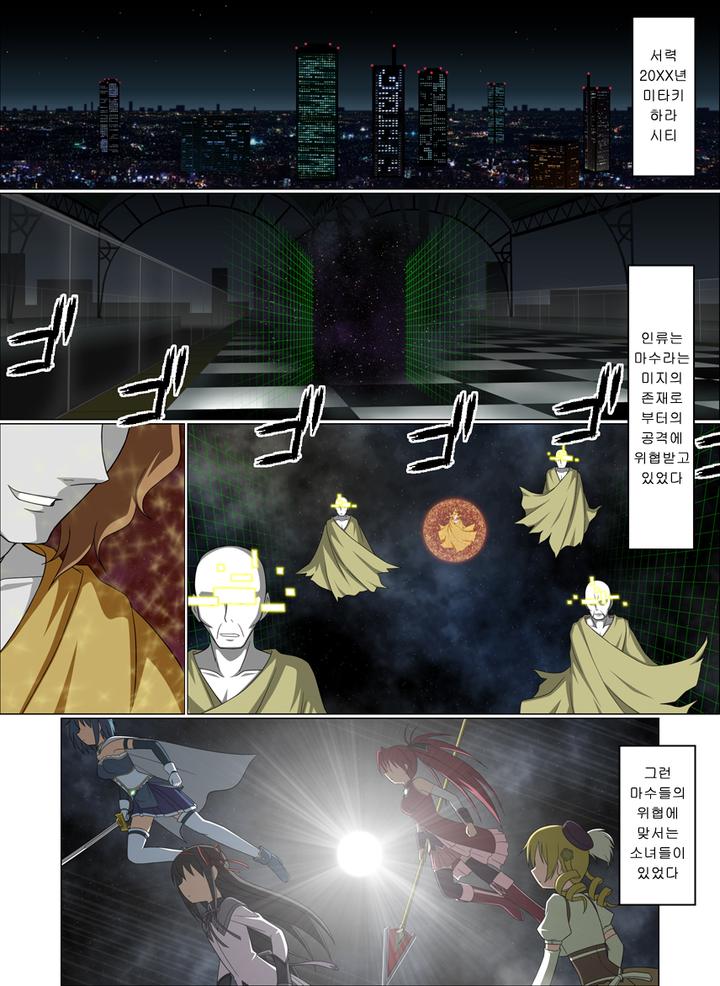 서력
20XX년
미타키
하라
시티
인류는
마수라는
미지의
존재로
부터의
공격에
위협받고
있었다
ゴ
ゴ
ゴ
ゴ
ゴ
그런
마수들의
위협에
맞서는
소녀들이
있었다